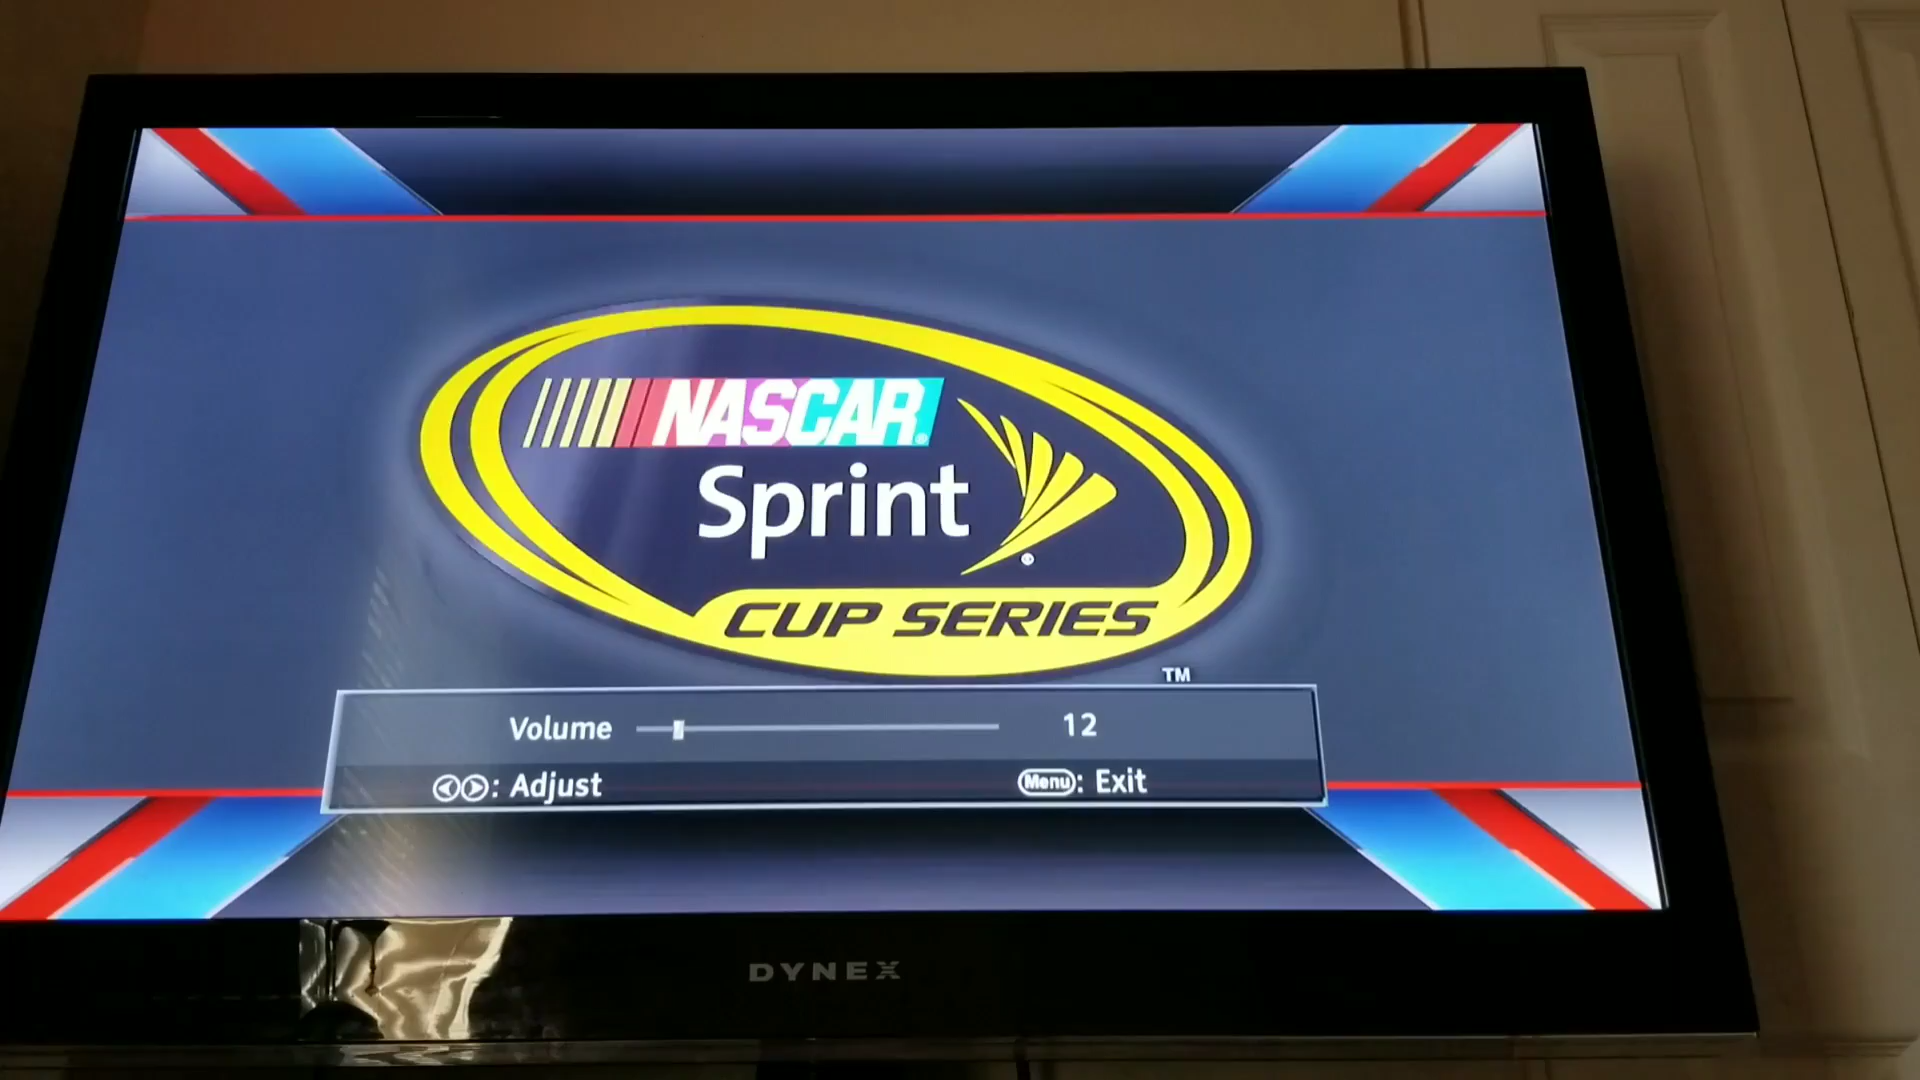 NASCAR®
Sprint®
CUP SERIES
TM
Volume 12
: Adjust Menu: Exit
DYNEX